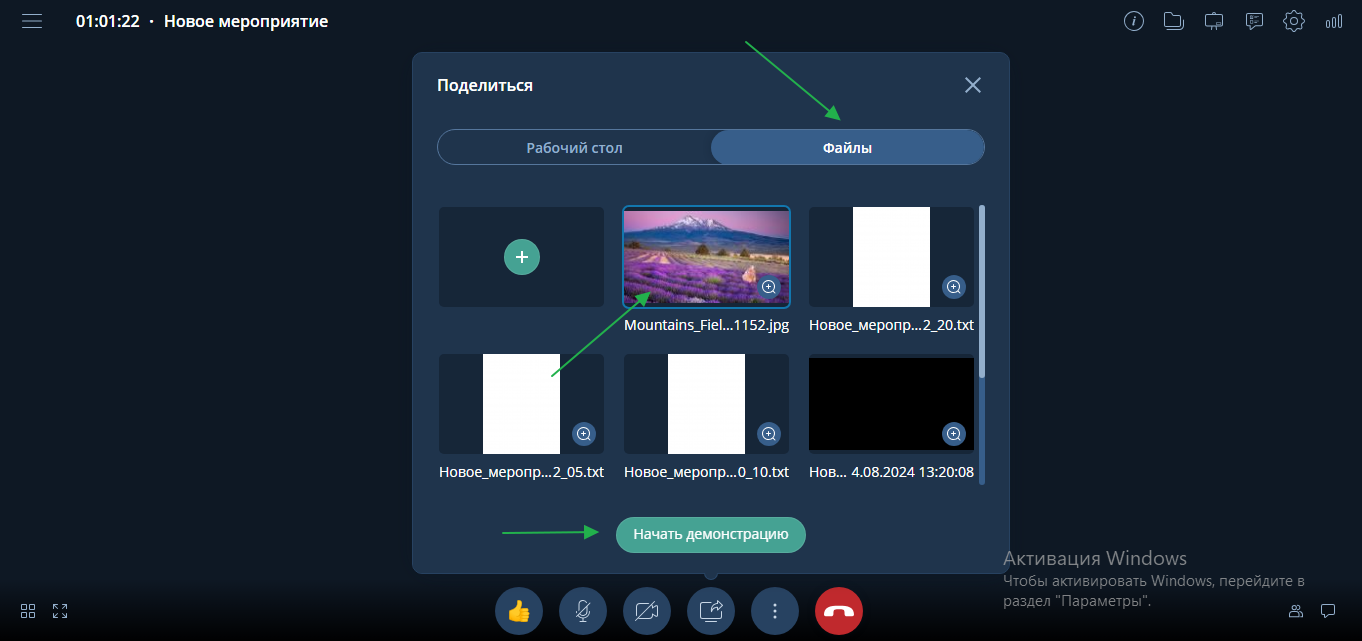 01:01:22 · Новое мероприятие
Поделиться
Рабочий стол
Файлы
Mountains_Fiel...1152.jpg
Новое_меропр...2_20.txt
Новое_меропр...2_05.txt
Новое_меропр...0_10.txt
Нов... 4.08.2024 13:20:08
Начать демонстрацию
Активация Windows
Чтобы активировать Windows, перейдите в
раздел "Параметры".